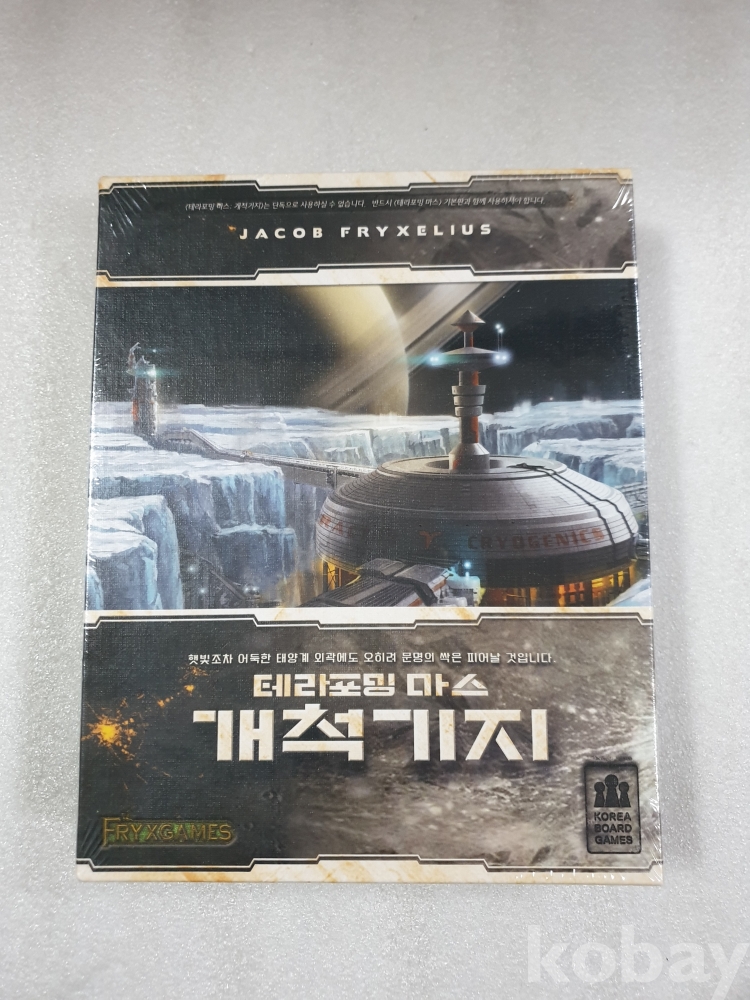 <테라포밍 마스: 개척기지>는 단독으로 사용하실 수 없습니다. 반드시 <테라포밍 마스> 기본판과 함께 사용하셔야 합니다.
JACOB FRYXELIUS
CRYOGENICS
햇빛조차 어둑한 태양계 외곽에도 오히려 문명의 싹은 피어날 것입니다.
테라포밍 마스
개척기지
FRYXGAMES
KOREA
BOARD
GAMES
kobay